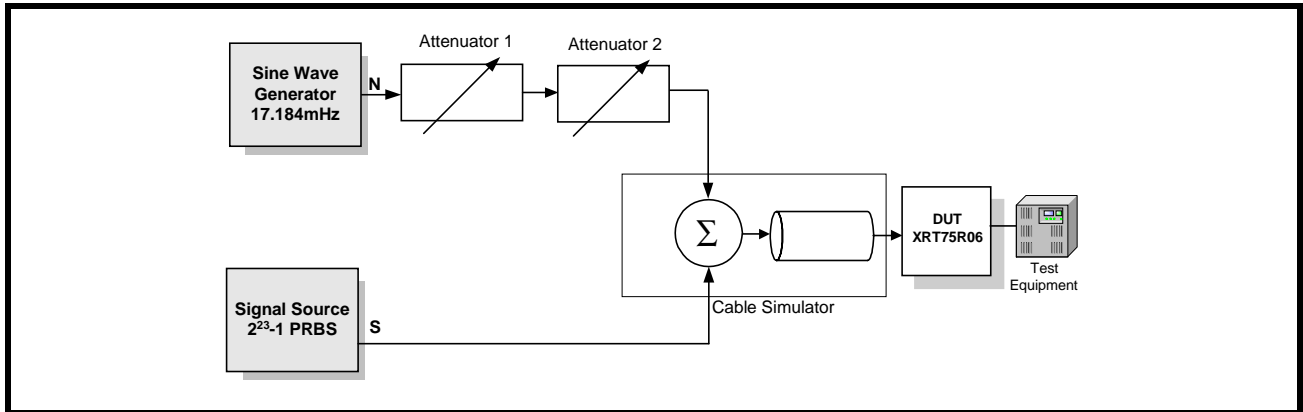 Attenuator 1
Attenuator 2
Sine Wave
Generator
17.184mHz
N
Σ
DUT
XRT75R06
Test
Equipment
Cable Simulator
Signal Source
2²³-1 PRBS
S